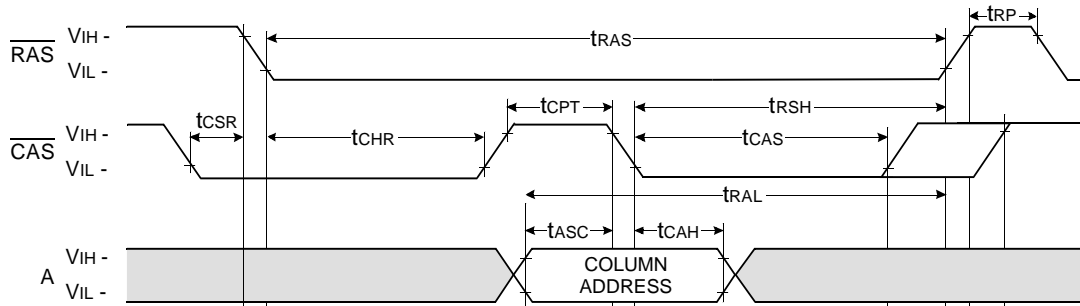 tRP
tRAS
RAS
VIH -
VIL -
tCSR
tCPT
tRSH
tCHR
tCAS
CAS
VIH -
VIL -
tRAL
tASC
tCAH
A
VIH -
VIL -
COLUMN
ADDRESS